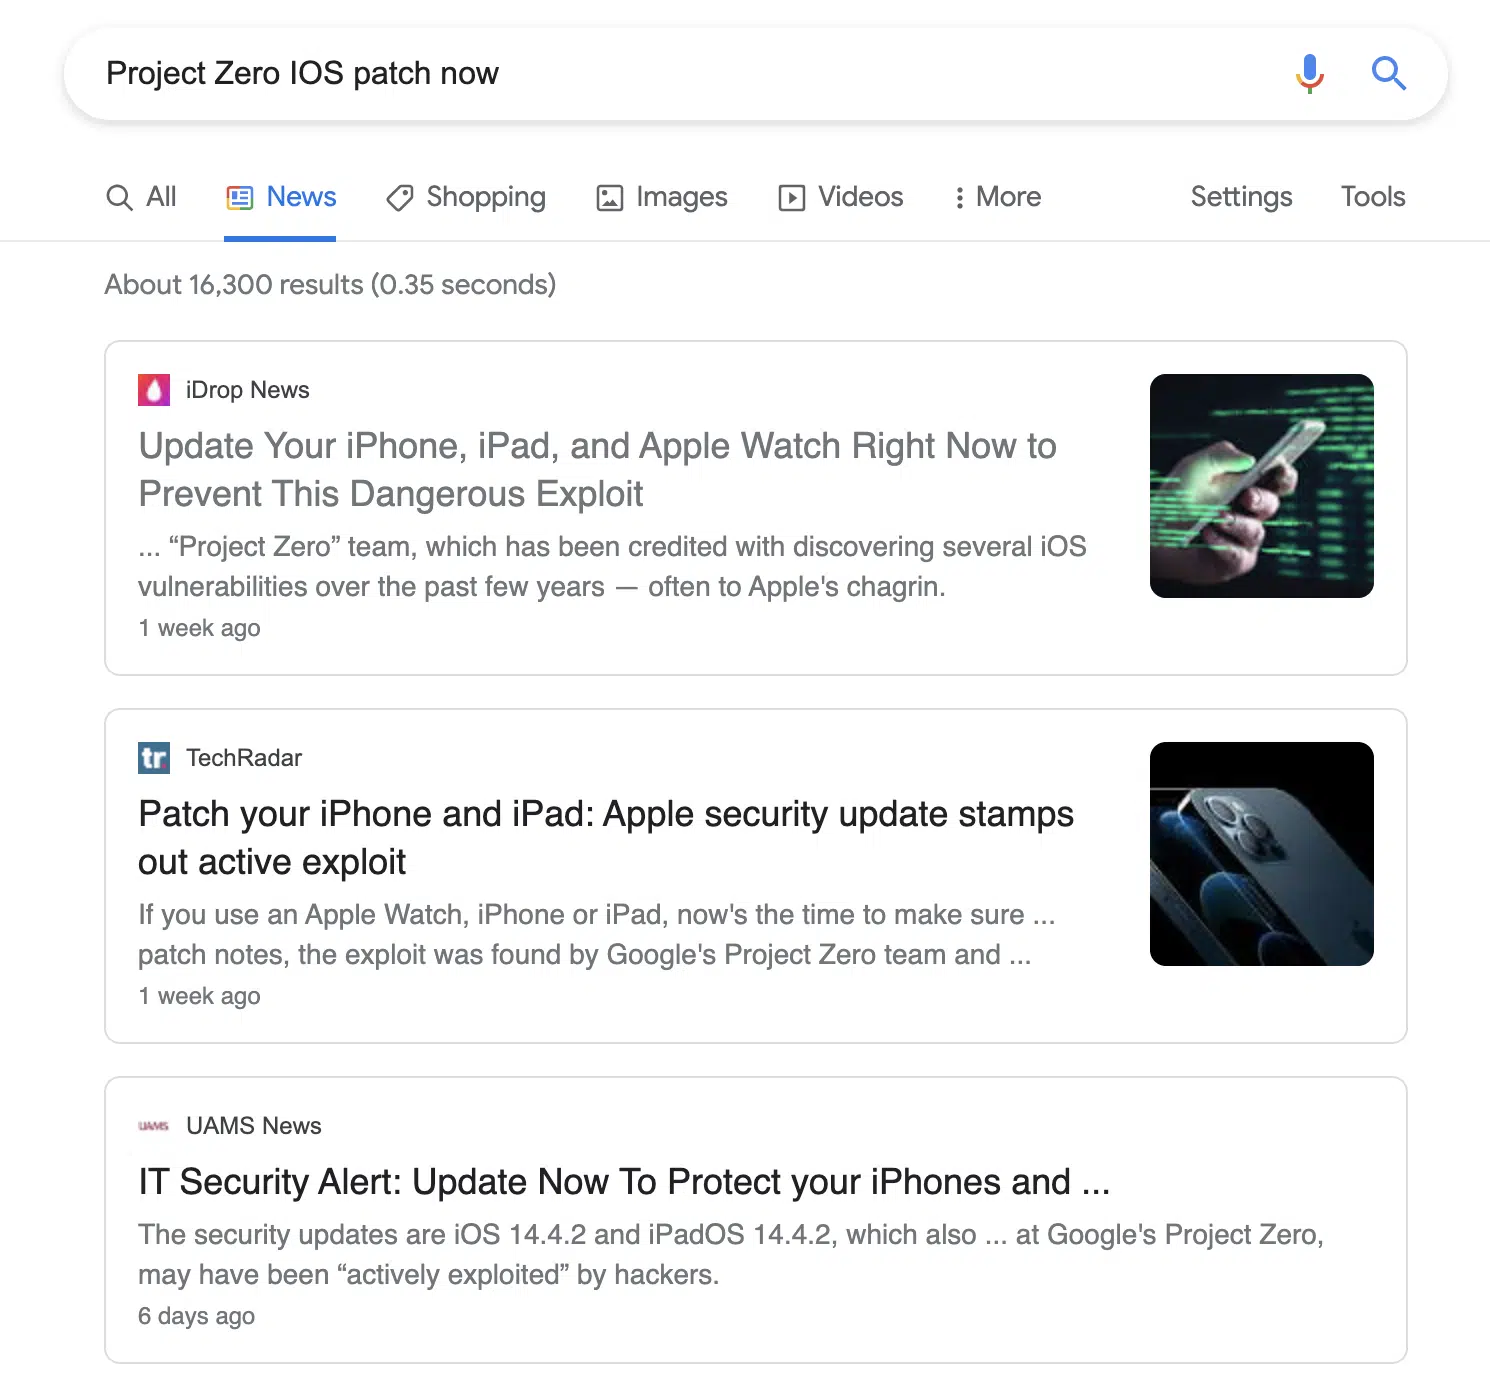 Project Zero IOS patch now
All News Shopping Images Videos More Settings Tools
About 16,300 results (0.35 seconds)
iDrop News
Update Your iPhone, iPad, and Apple Watch Right Now to
Prevent This Dangerous Exploit
... “Project Zero” team, which has been credited with discovering several iOS
vulnerabilities over the past few years — often to Apple's chagrin.
1 week ago
tr. TechRadar
Patch your iPhone and iPad: Apple security update stamps
out active exploit
If you use an Apple Watch, iPhone or iPad, now's the time to make sure ...
patch notes, the exploit was found by Google's Project Zero team and ...
1 week ago
UAMS UAMS News
IT Security Alert: Update Now To Protect your iPhones and ...
The security updates are iOS 14.4.2 and iPadOS 14.4.2, which also ... at Google's Project Zero,
may have been “actively exploited” by hackers.
6 days ago